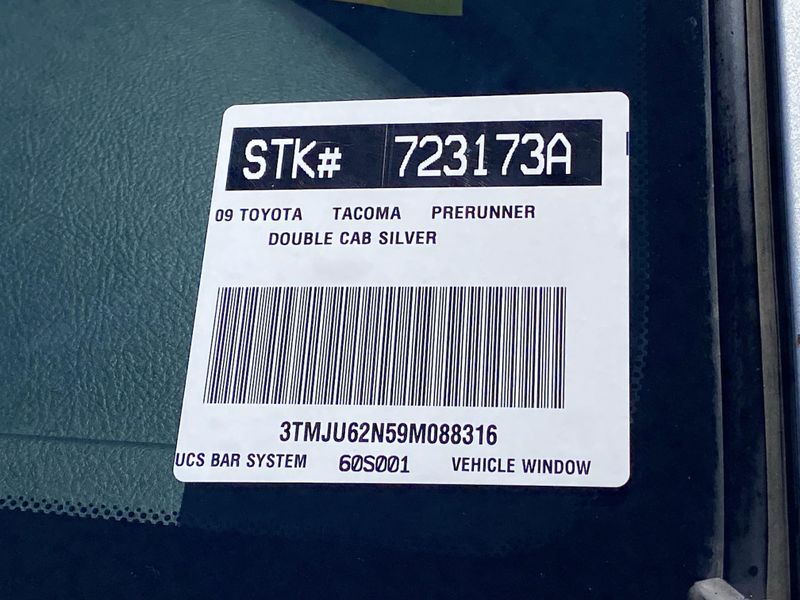 STK# 723173A
09 TOYOTA TACOMA PRERUNNER
DOUBLE CAB SILVER
3TMJU62N59M088316
UCS BAR SYSTEM 60S001 VEHICLE WINDOW